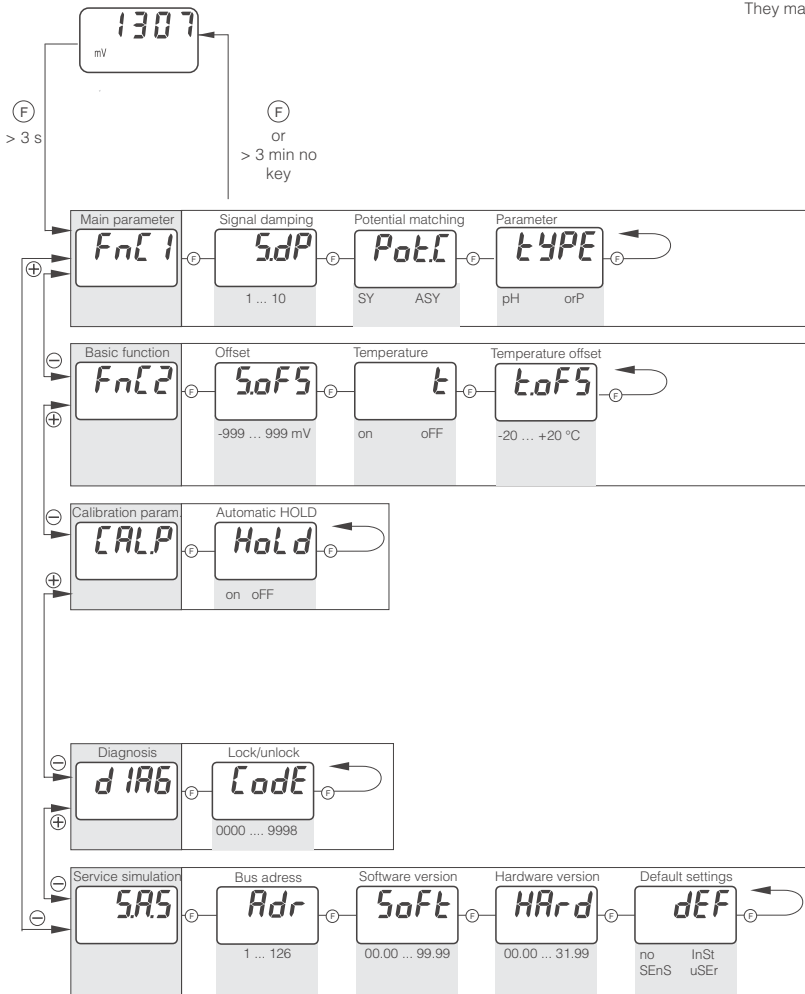 They ma
1307
mV
F
> 3 s
F
or
> 3 min no
key
Main parameter Signal damping Potential matching Parameter
FnC1 F S.dP F Pot.C F tYPE F
+ 1 ... 10 SY ASY pH orP
Basic function Offset Temperature Temperature offset
− FnC2 F S.oFS F t F t.oFS F
+ -999 ... 999 mV on oFF -20 ... +20 °C
Calibration param. Automatic HOLD
− CAL.P F HoLd F
+ on oFF
Diagnosis Lock/unlock
− dIAG F CodE F
+ 0000 .... 9998
Service simulation Bus adress Software version Hardware version Default settings
− S.A.S F Adr F SoFt F HArd F dEF F
− 1 ... 126 00.00 ... 99.99 00.00 ... 31.99 no InSt
SEnS uSEr